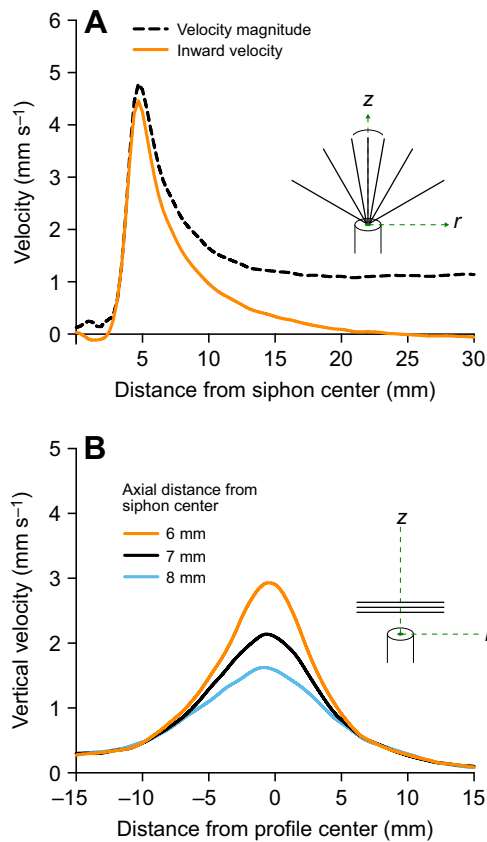 A
Velocity magnitude
Inward velocity
6
5
4
3
2
1
0
Velocity (mm s–1)
z
r
5 10 15 20 25 30
Distance from siphon center (mm)
B
5
4
3
2
1
0
Vertical velocity (mm s–1)
Axial distance from
siphon center
6 mm
7 mm
8 mm
z
–15 –10 –5 0 5 10 15
Distance from profile center (mm)